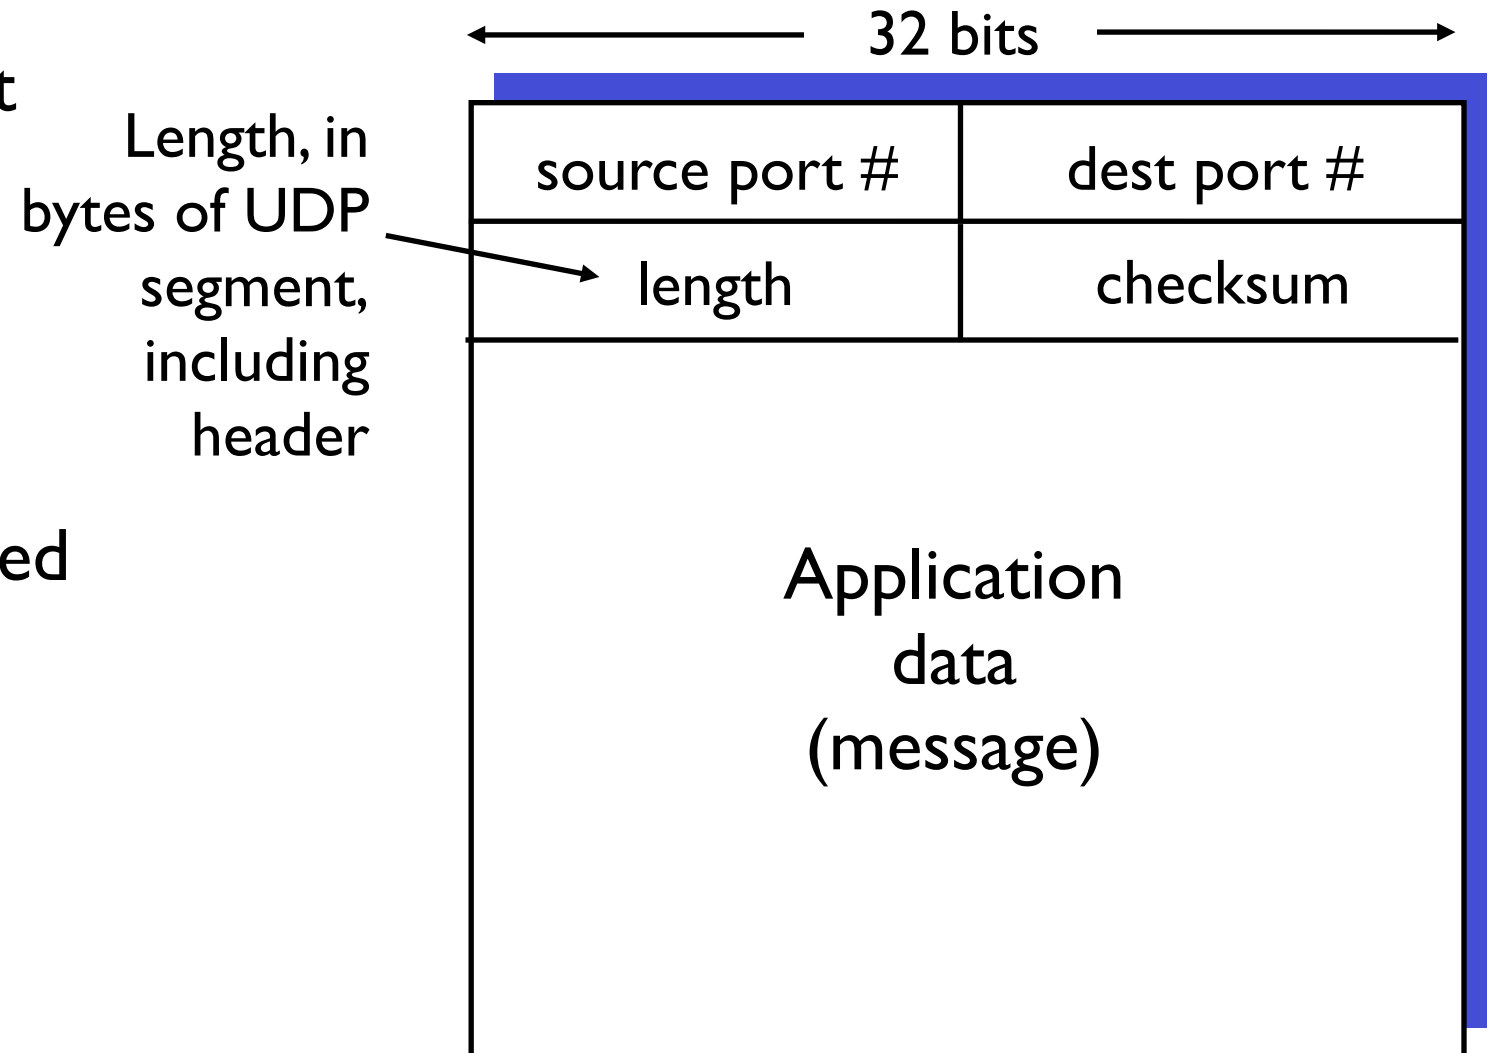 32 bits
t
Length, in
bytes of UDP
segment,
including
header
ed
source port #
dest port #
length
checksum
Application
data
(message)